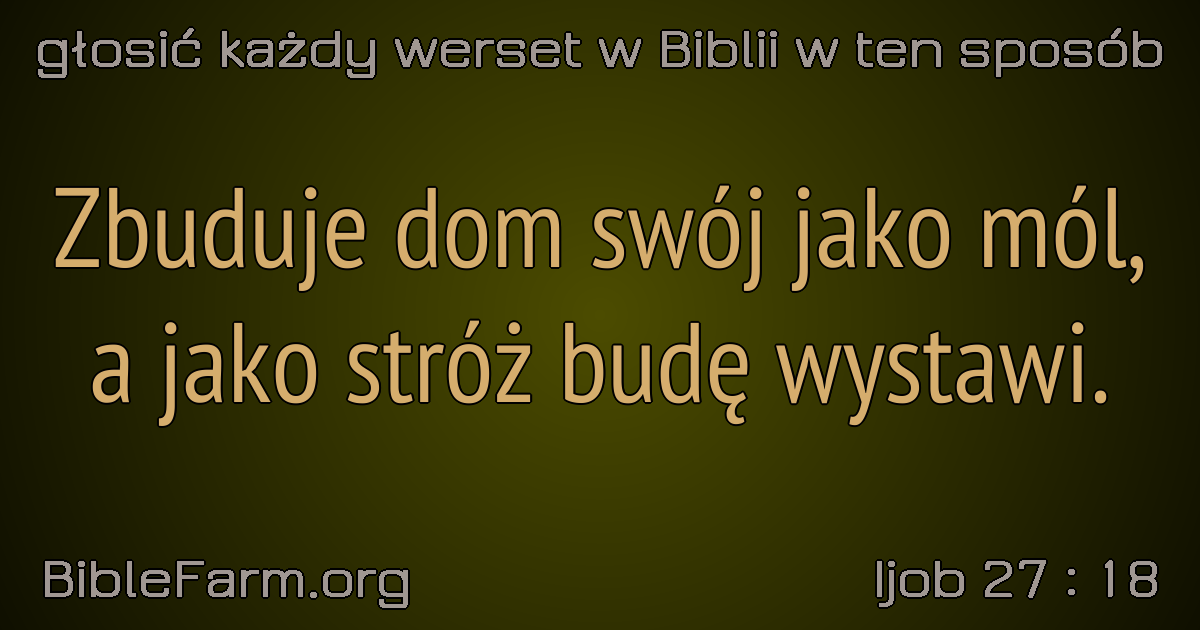 głosić każdy werset w Biblii w ten sposób
Zbuduje dom swój jako mól,
a jako stróż budę wystawi.
BibleFarm.org
Ijob 27 : 18